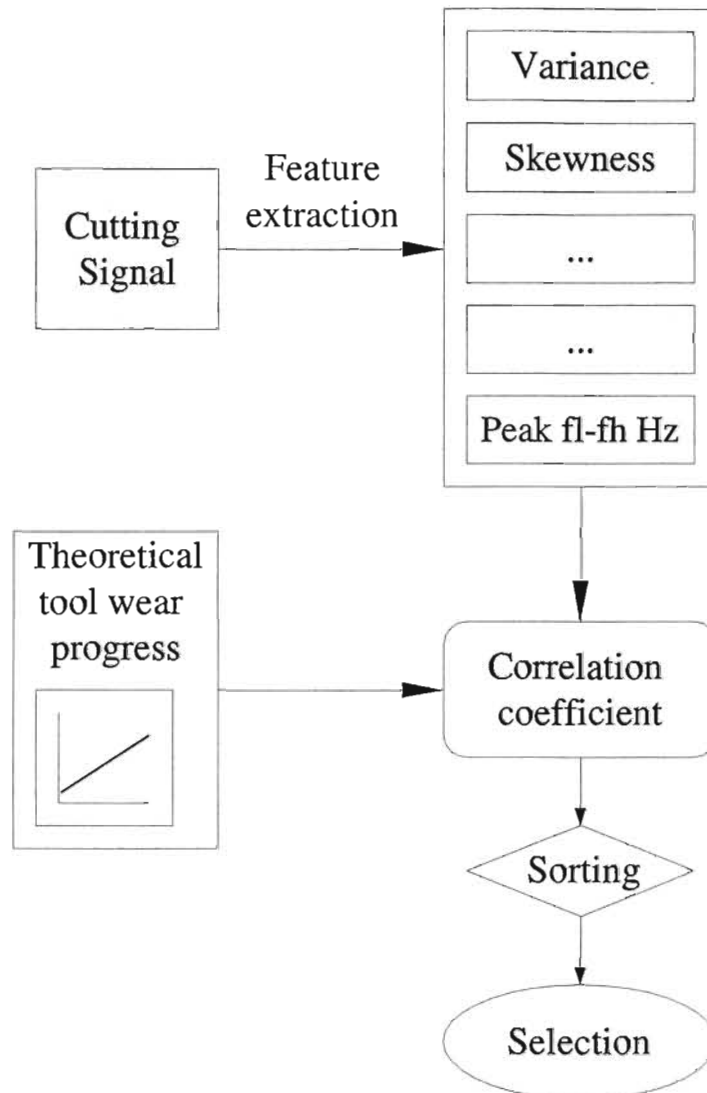 Variance
Skewness
...
...
Peak fl-fh Hz
Feature
extraction
Cutting
Signal
Theoretical
tool wear
progress
Correlation
coefficient
Sorting
Selection